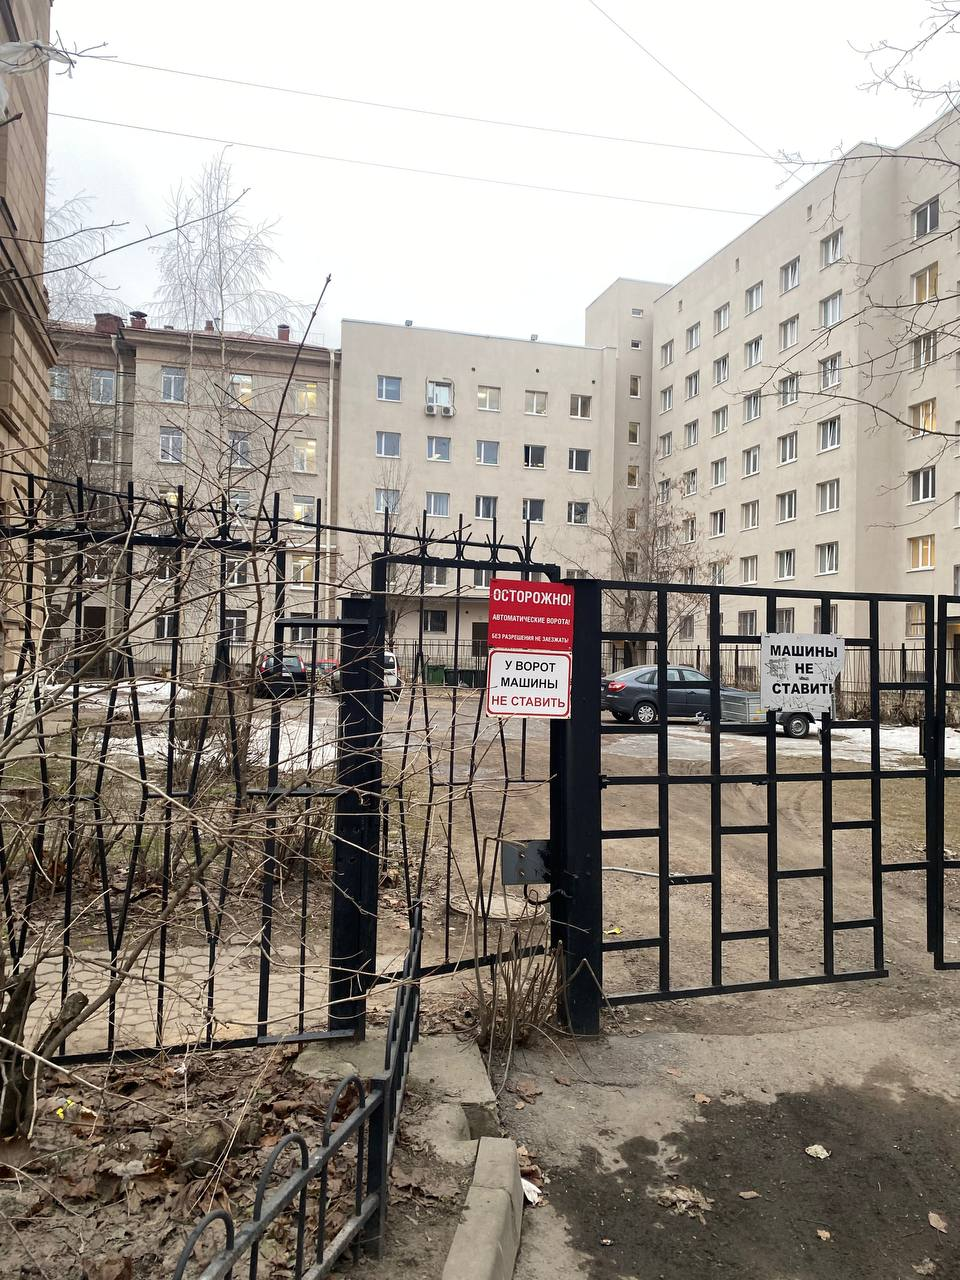 ОСТОРОЖНО!
АВТОМАТИЧЕСКИЕ ВОРОТА!
БЕЗ РАЗРЕШЕНИЯ НЕ ЗАЕЗЖАТЬ!
У ВОРОТ
МАШИНЫ
НЕ СТАВИТЬ
МАШИНЫ
НЕ
СТАВИТЬ